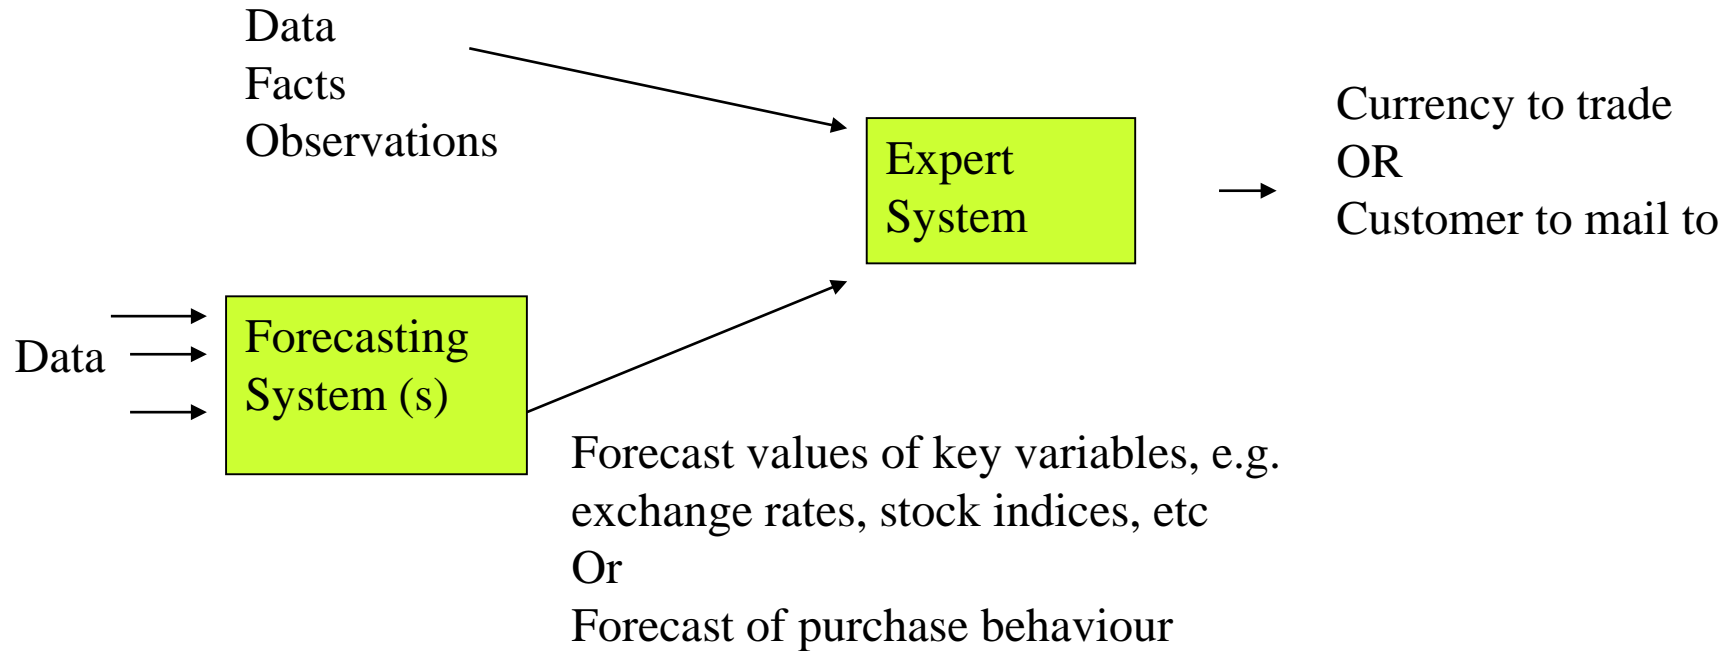 Data
Facts
Observations
Expert
System
Currency to trade
OR
Customer to mail to
Data
Forecasting
System (s)
Forecast values of key variables, e.g.
exchange rates, stock indices, etc
Or
Forecast of purchase behaviour